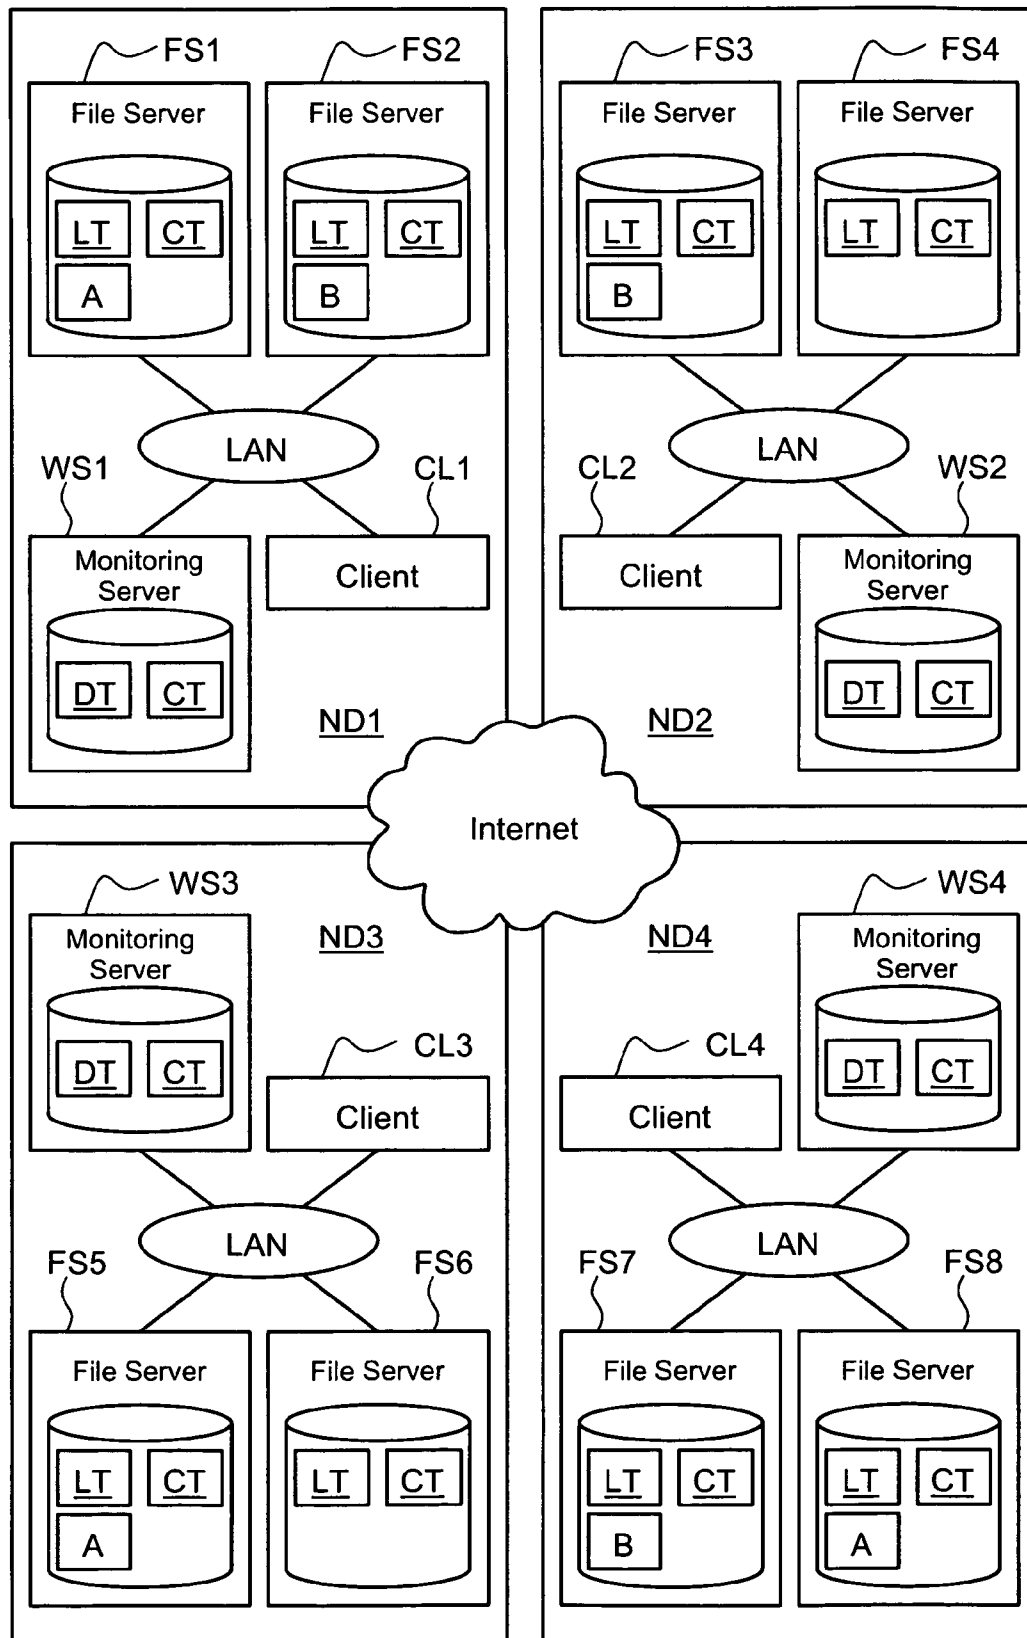 FS1
FS2
FS3
FS4
File Server
File Server
File Server
File Server
LT CT
LT CT
LT CT
LT CT
A
B
B
LAN
LAN
WS1
CL1
CL2
WS2
Monitoring
Server
Client
Client
Monitoring
Server
DT CT
DT CT
ND1
ND2
Internet
WS3
WS4
ND3
ND4
Monitoring
Server
Monitoring
Server
DT CT
CL3
CL4
DT CT
Client
Client
LAN
LAN
FS5
FS6
FS7
FS8
File Server
File Server
File Server
File Server
LT CT
LT CT
LT CT
LT CT
A
B
A